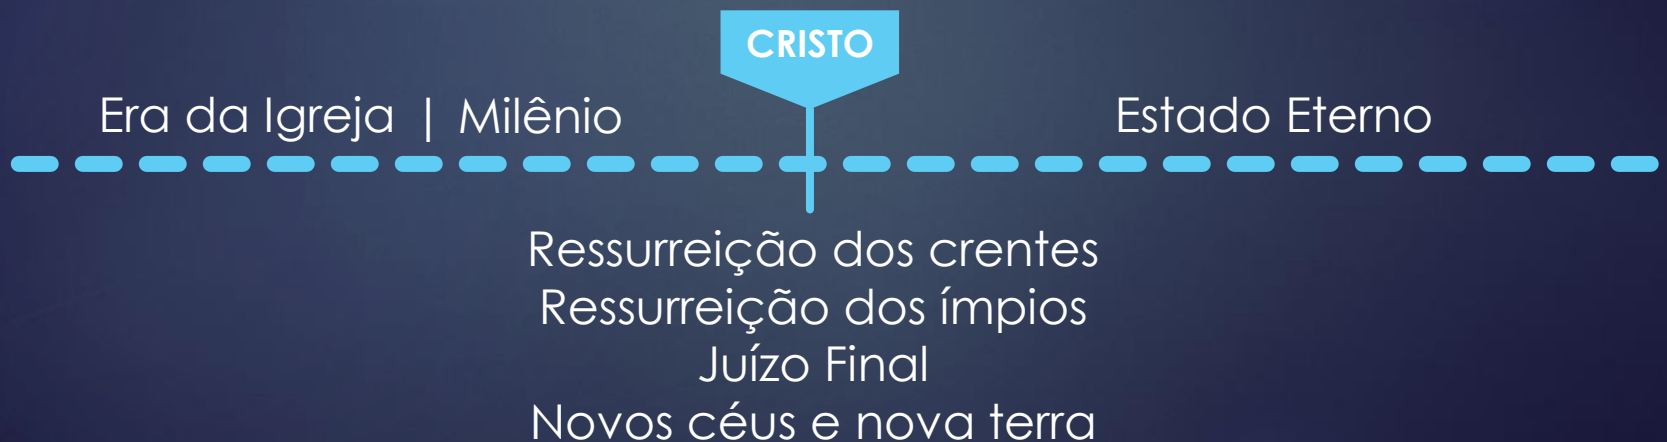 CRISTO
Era da Igreja | Milênio
Estado Eterno
Ressurreição dos crentes
Ressurreição dos ímpios
Juízo Final
Novos céus e nova terra